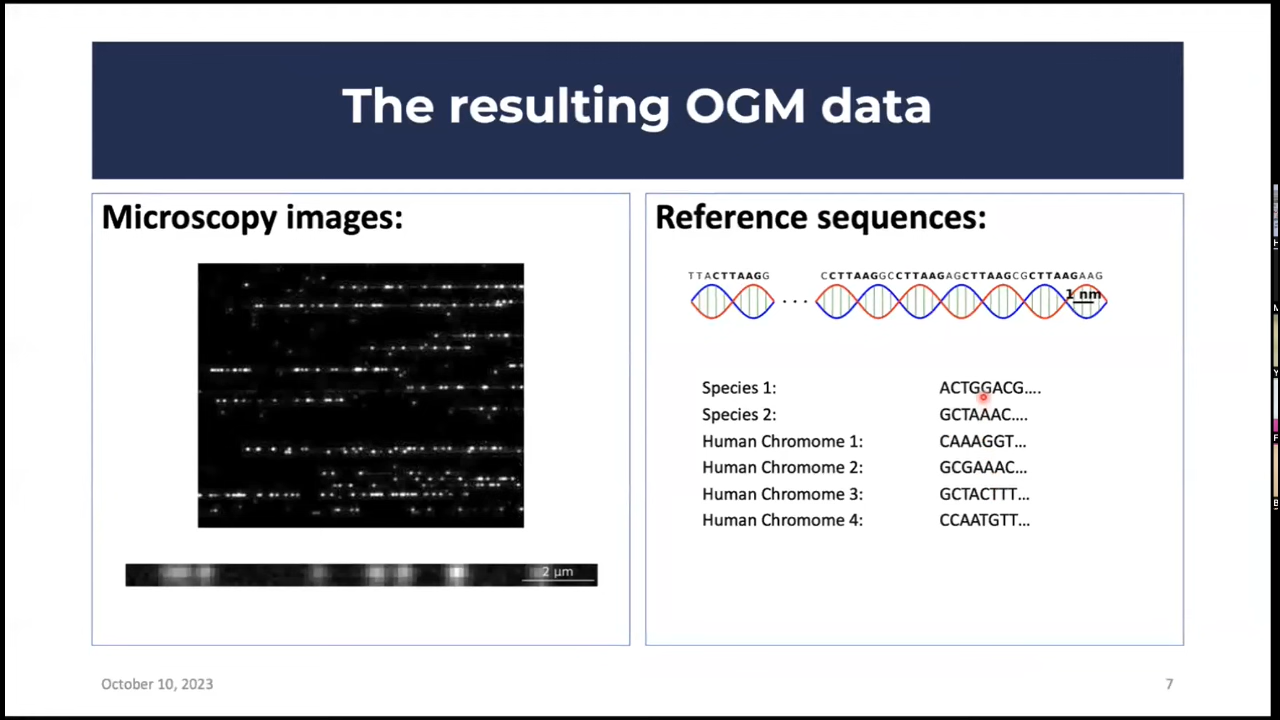 The resulting OGM data
Microscopy images:
2 μm
Reference sequences:
TTACTTAAGG CCTTAAGGCCTTAAGAGCTTAAGCGCTTAAGAAG
. . .
1 nm
Species 1: ACTGGACG....
Species 2: GCTAAAC....
Human Chromome 1: CAAAGGT...
Human Chromome 2: GCGAAAC...
Human Chromome 3: GCTACTTT...
Human Chromome 4: CCAATGTT...
October 10, 2023
7